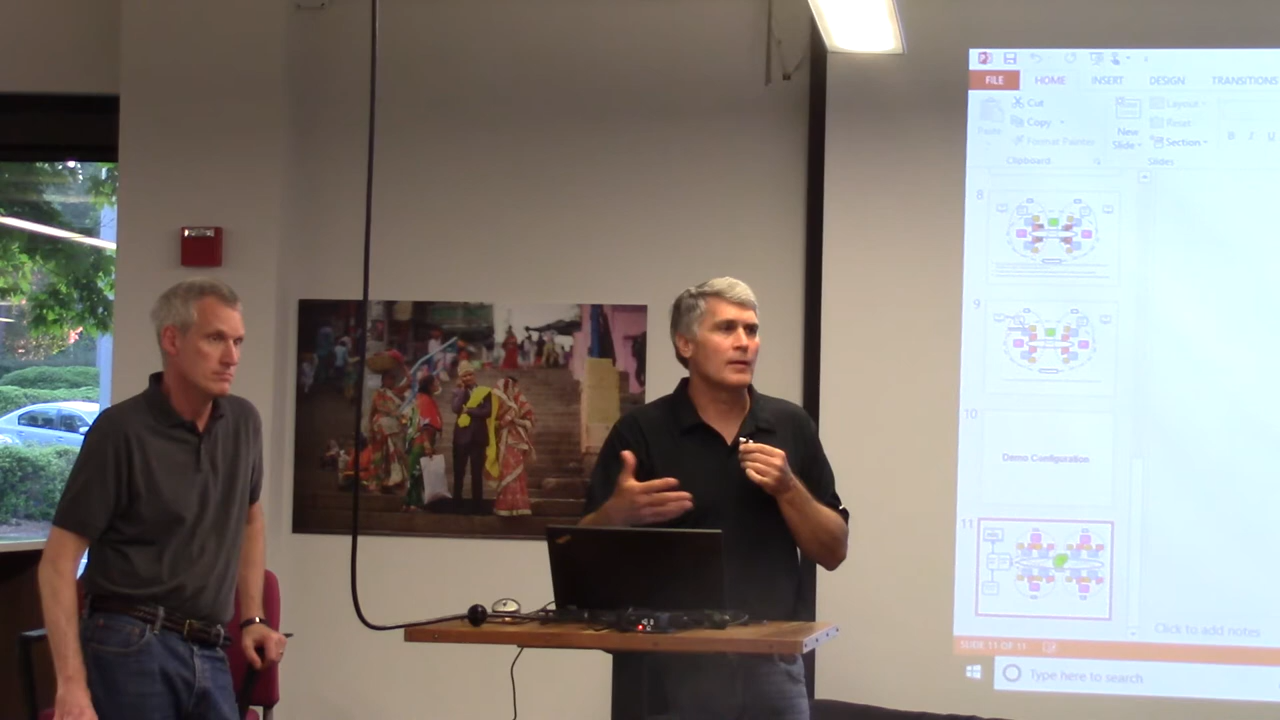 FILE HOME INSERT DESIGN TRANSITIONS
Cut
Copy
Format Painter
Paste
New
Slide
Layout
Reset
Section
B I U
Clipboard
Slides
8
9
10
Demo Configuration
11
Click to add notes
SLIDE 11 OF 11
Type here to search